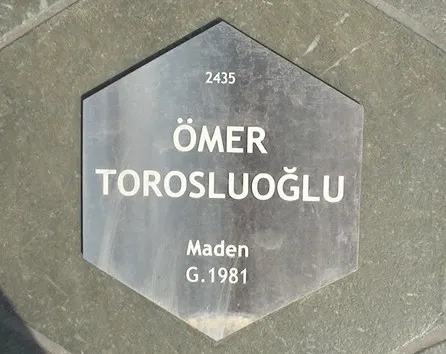 2435
ÖMER
TOROSLUOĞLU
Maden
G.1981